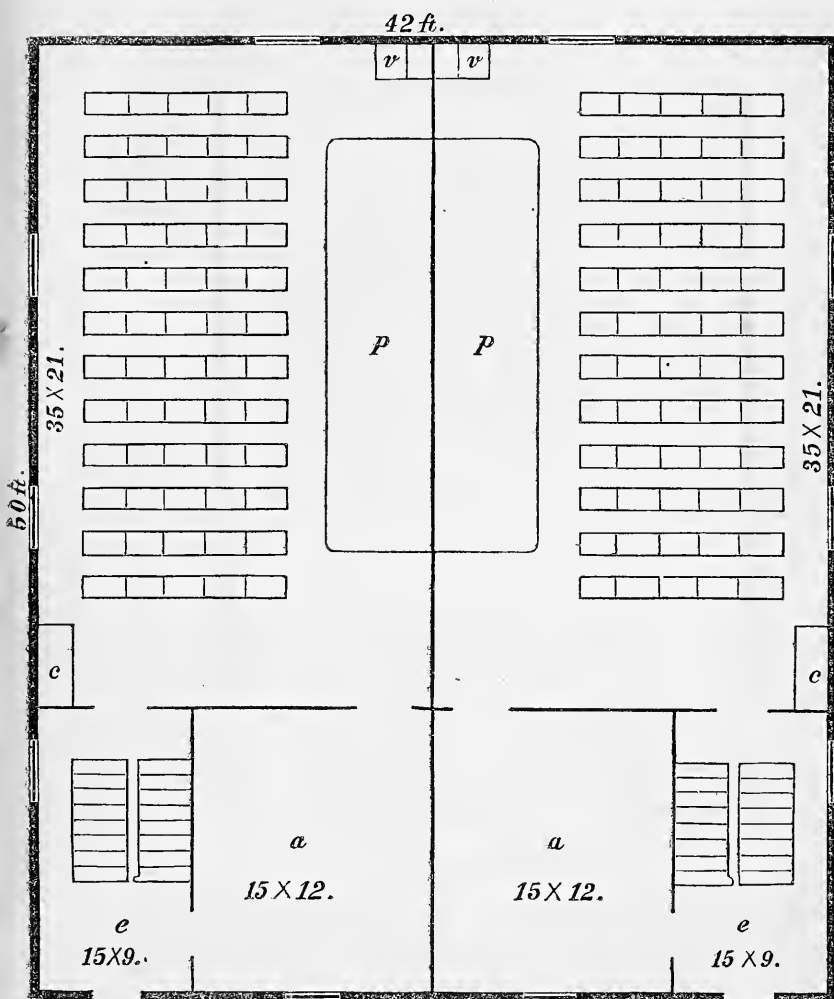 42 ft.
v v
p p
35 X 21.
35 X 21.
50 ft.
c c
a a
15 X 12. 15 X 12.
e e
15X9. 15 X 9.